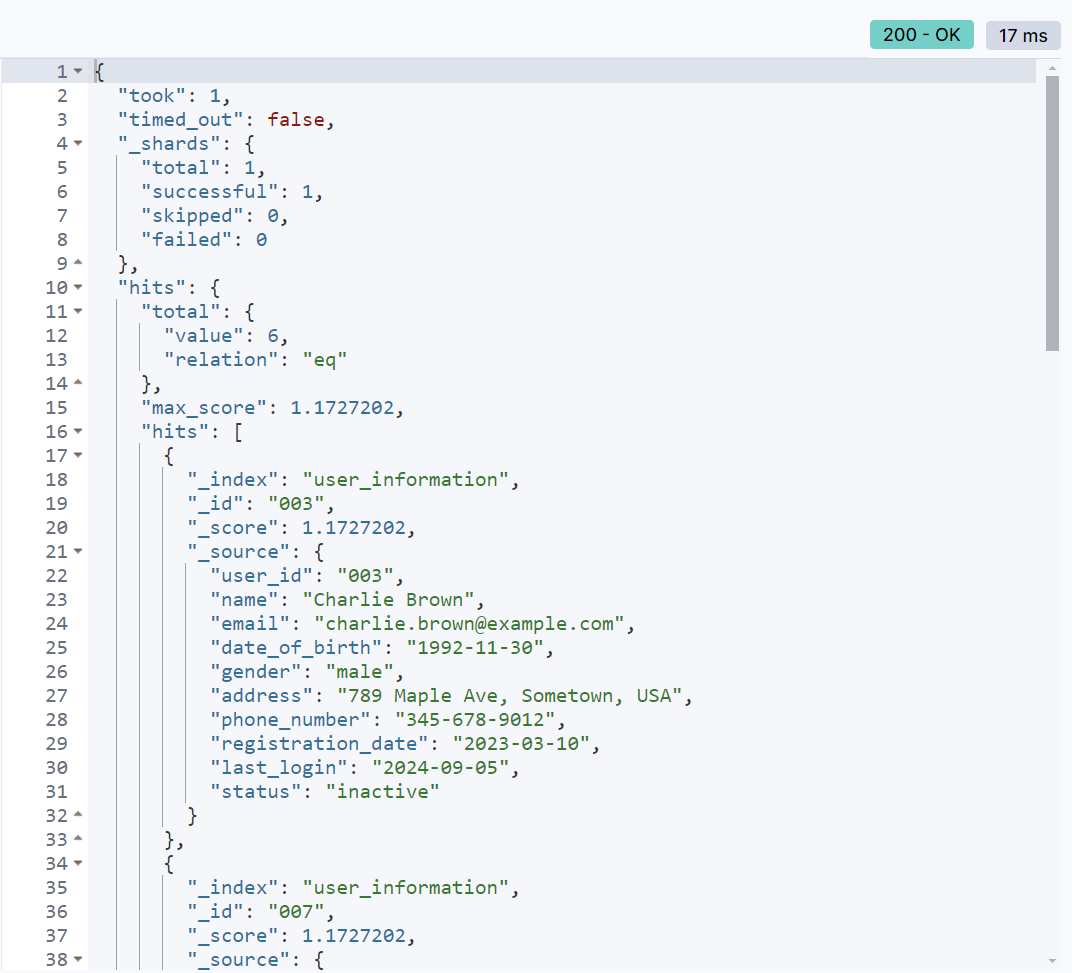 200 - OK 17 ms
1 {
2 "took": 1,
3 "timed_out": false,
4 "_shards": {
5 "total": 1,
6 "successful": 1,
7 "skipped": 0,
8 "failed": 0
9 },
10 "hits": {
11 "total": {
12 "value": 6,
13 "relation": "eq"
14 },
15 "max_score": 1.1727202,
16 "hits": [
17 {
18 "_index": "user_information",
19 "_id": "003",
20 "_score": 1.1727202,
21 "_source": {
22 "user_id": "003",
23 "name": "Charlie Brown",
24 "email": "charlie.brown@example.com",
25 "date_of_birth": "1992-11-30",
26 "gender": "male",
27 "address": "789 Maple Ave, Sometown, USA",
28 "phone_number": "345-678-9012",
29 "registration_date": "2023-03-10",
30 "last_login": "2024-09-05",
31 "status": "inactive"
32 }
33 },
34 {
35 "_index": "user_information",
36 "_id": "007",
37 "_score": 1.1727202,
38 "_source": {